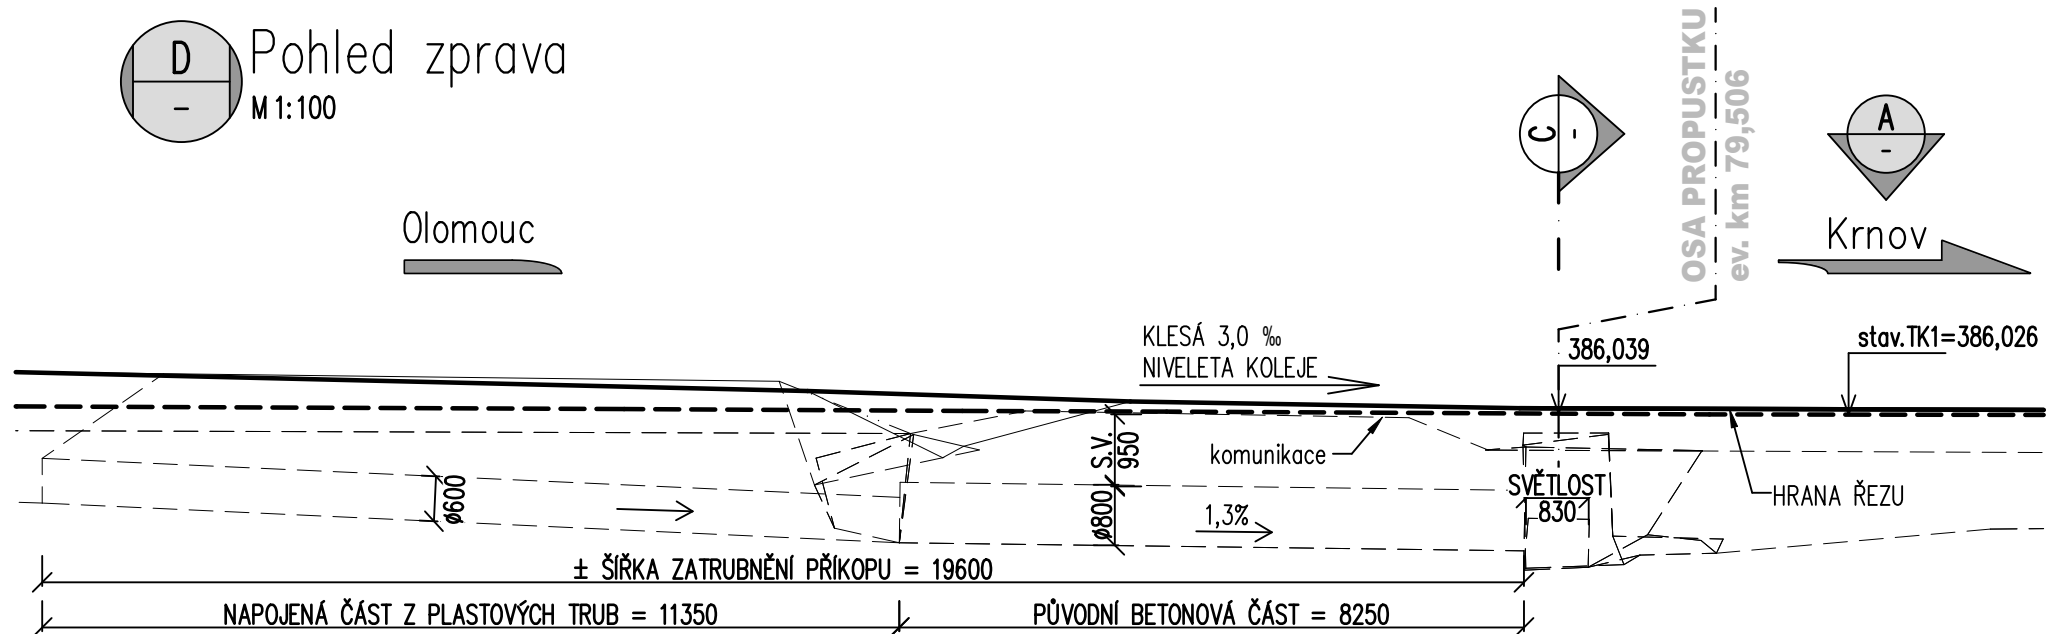 D
-
Pohled zprava
M 1:100
C
-
OSA PROPUSTKU
ev. km 79,506
A
-
Olomouc
Krnov
KLESÁ 3,0 ‰
NIVELETA KOLEJE
386,039
stav.TK1=386,026
S.V.
950
komunikace
SVĚTLOST
830
HRANA ŘEZU
ø600
ø800
1,3%
± ŠÍŘKA ZATRUBNĚNÍ PŘÍKOPU = 19600
NAPOJENÁ ČÁST Z PLASTOVÝCH TRUB = 11350
PŮVODNÍ BETONOVÁ ČÁST = 8250